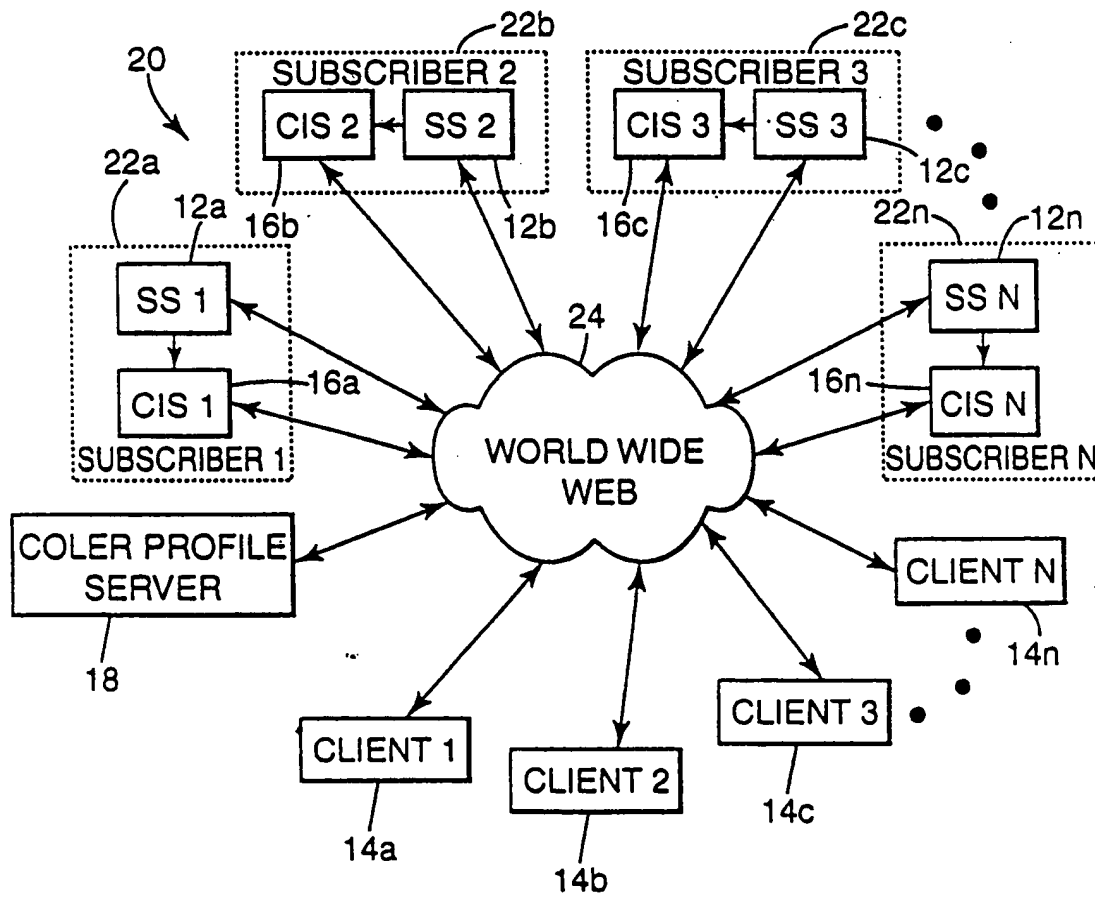 22b
22c
20
SUBSCRIBER 2
SUBSCRIBER 3
CIS 2
SS 2
CIS 3
SS 3
22a
12a
16b
12b
16c
12c
22n
12n
SS 1
24
SS N
16a
16n
CIS 1
CIS N
SUBSCRIBER 1
WORLD WIDE
WEB
SUBSCRIBER N
COLER PROFILE
SERVER
CLIENT N
18
14n
CLIENT 3
CLIENT 1
CLIENT 2
14c
14a
14b